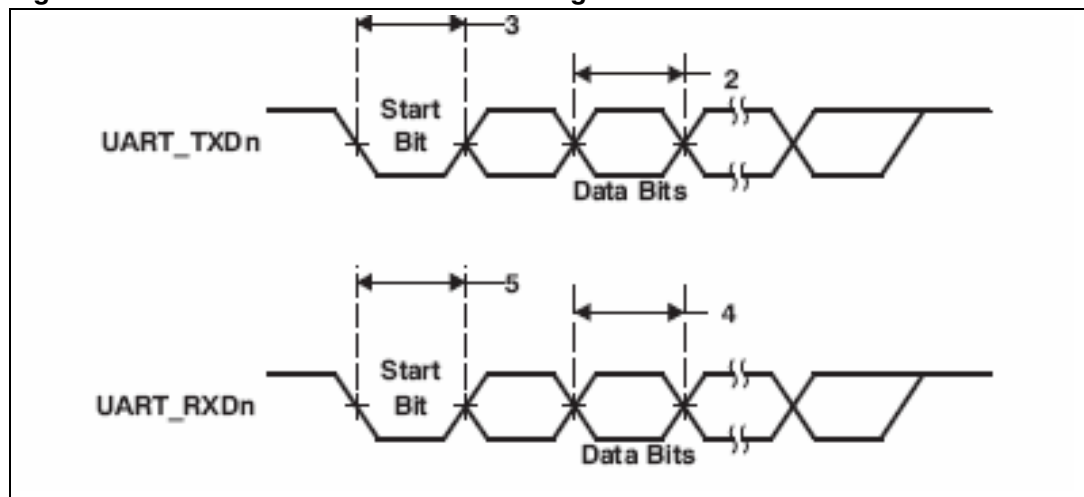 3
2
Start
Bit
UART_TXDn
Data Bits
5
4
Start
Bit
UART_RXDn
Data Bits